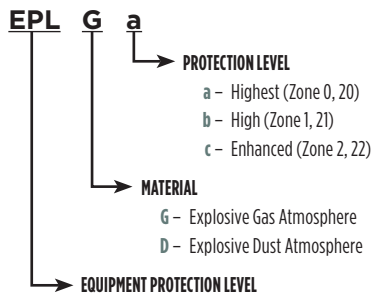 EPL G a
PROTECTION LEVEL
a – Highest (Zone 0, 20)
b – High (Zone 1, 21)
c – Enhanced (Zone 2, 22)
MATERIAL
G – Explosive Gas Atmosphere
D – Explosive Dust Atmosphere
EQUIPMENT PROTECTION LEVEL